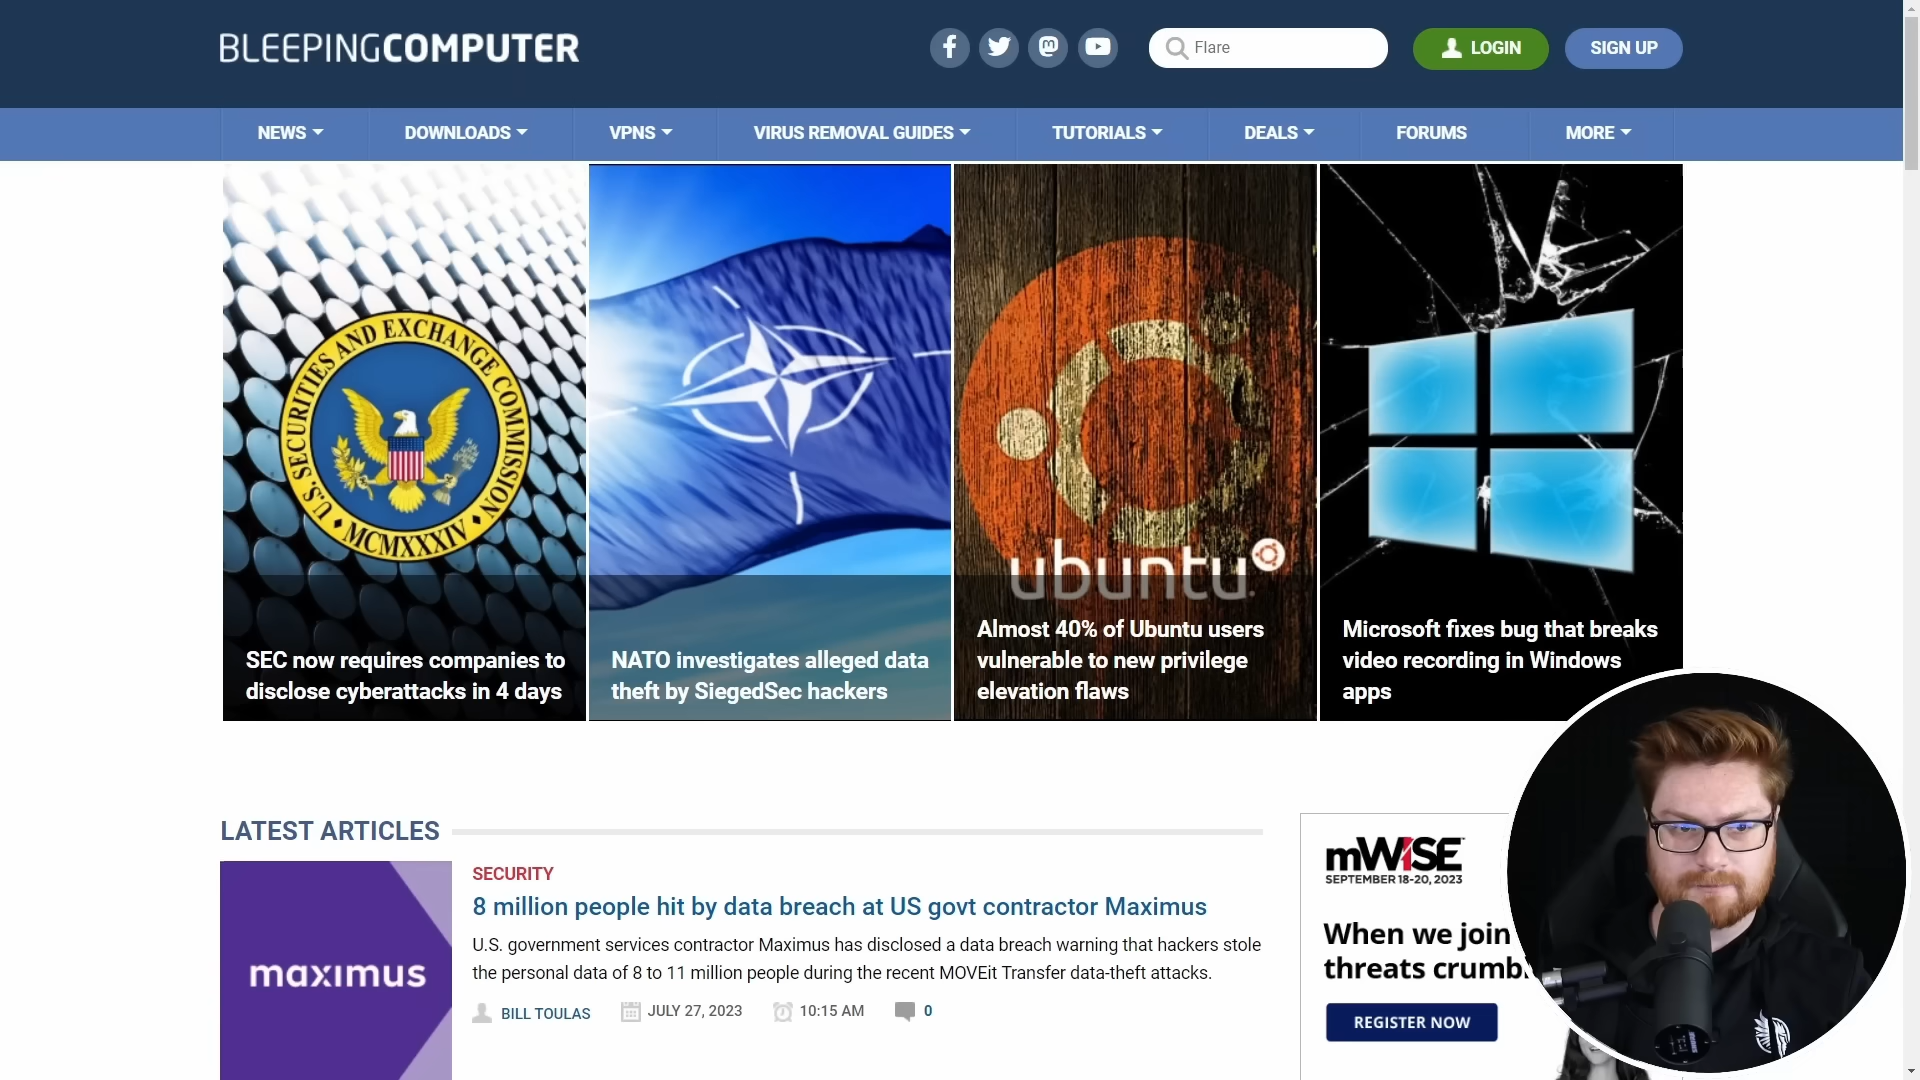 BLEEPINGCOMPUTER
Flare
LOGIN
SIGN UP
NEWS
DOWNLOADS
VPNS
VIRUS REMOVAL GUIDES
TUTORIALS
DEALS
FORUMS
MORE
U.S. SECURITIES AND EXCHANGE COMMISSION
MCMXXXIV
SEC now requires companies to
disclose cyberattacks in 4 days
NATO investigates alleged data
theft by SiegedSec hackers
ubuntu
Almost 40% of Ubuntu users
vulnerable to new privilege
elevation flaws
Microsoft fixes bug that breaks
video recording in Windows
apps
LATEST ARTICLES
maximus
SECURITY
8 million people hit by data breach at US govt contractor Maximus
U.S. government services contractor Maximus has disclosed a data breach warning that hackers stole
the personal data of 8 to 11 million people during the recent MOVEit Transfer data-theft attacks.
BILL TOULAS
JULY 27, 2023
10:15 AM
0
mWISE
SEPTEMBER 18-20, 2023
When we join
threats crumb
REGISTER NOW